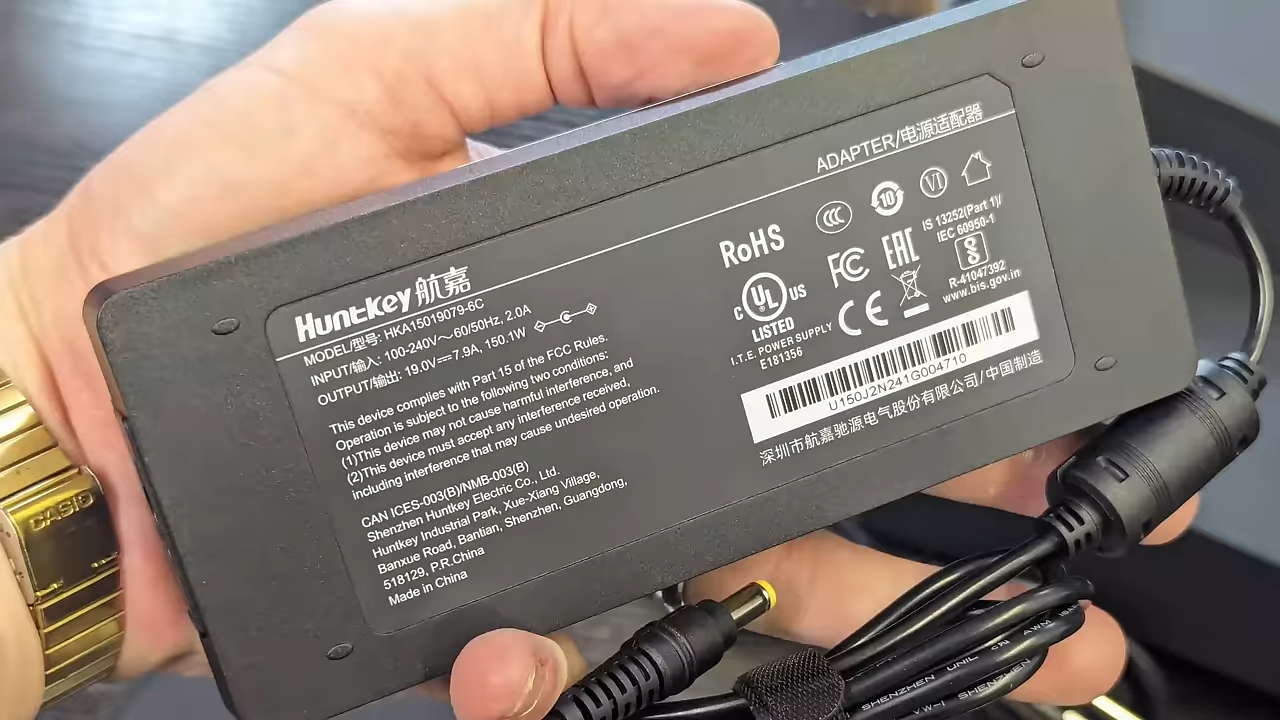 ADAPTER/电源适配器
Huntkey 航嘉
MODEL/型号: HKA15019079-6C
INPUT/输入: 100-240V～60/50Hz, 2.0A
OUTPUT/输出: 19.0V⎓7.9A, 150.1W
This device complies with Part 15 of the FCC Rules.
Operation is subject to the following two conditions:
(1)This device may not cause harmful interference, and
(2)This device must accept any interference received,
including interference that may cause undesired operation.
CAN ICES-003(B)/NMB-003(B)
Shenzhen Huntkey Electric Co., Ltd.
Huntkey Industrial Park, Xue-Xiang Village,
Banxue Road, Bantian, Shenzhen, Guangdong,
518129, P.R.China
Made in China
RoHS
CCC
10
VI
C UL US
LISTED
I.T.E. POWER SUPPLY
E181356
FC
EAC
CE
IS 13252(Part 1)/
IEC 60950-1
R-41047392
www.bis.gov.in
U150J2N241G004710
深圳市航嘉驰源电气股份有限公司/中国制造
CASIO
SHENZHEN UNIL
AWM
SHENZHEN
VW-1